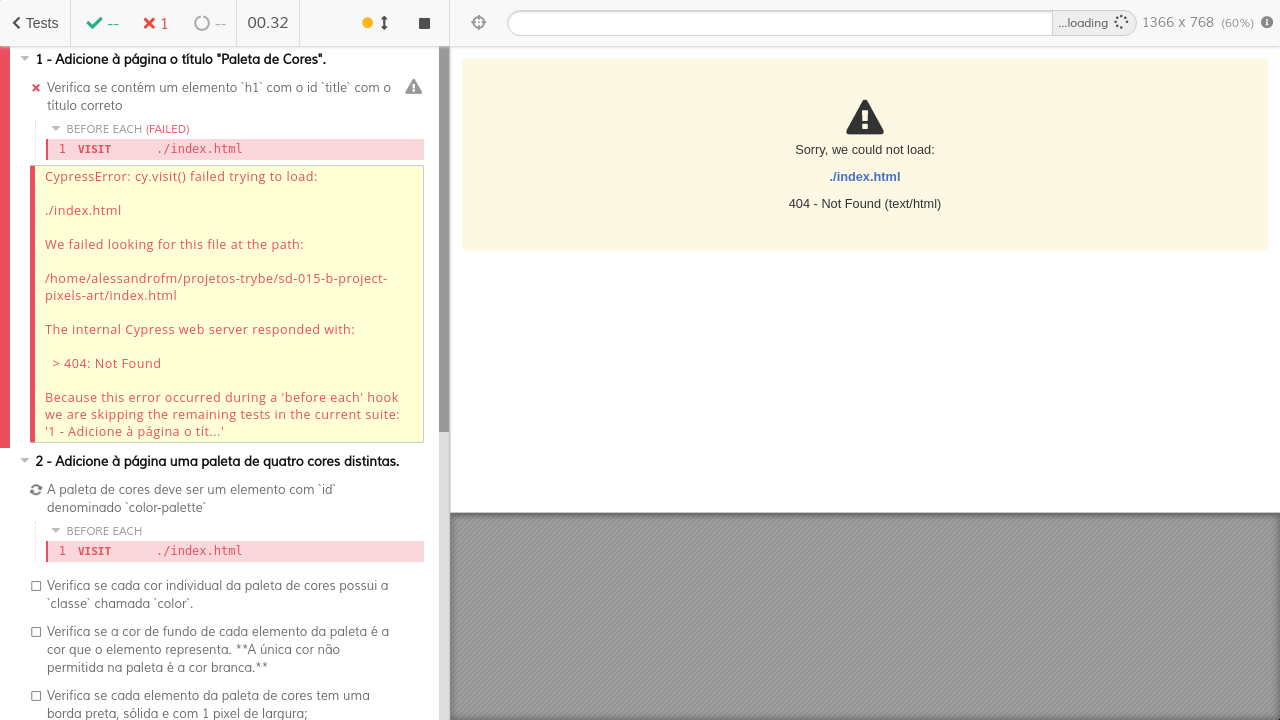 Tests
--
1
--
00.32
...loading
1366 x 768 (60%)
1 - Adicione à página o título "Paleta de Cores".
Verifica se contém um elemento `h1` com o id `title` com o
título correto
BEFORE EACH (FAILED)
1 VISIT ./index.html
CypressError: cy.visit() failed trying to load:
./index.html
We failed looking for this file at the path:
/home/alessandrofm/projetos-trybe/sd-015-b-project-
pixels-art/index.html
The internal Cypress web server responded with:
> 404: Not Found
Because this error occurred during a 'before each' hook
we are skipping the remaining tests in the current suite:
'1 - Adicione à página o tít...'
2 - Adicione à página uma paleta de quatro cores distintas.
A paleta de cores deve ser um elemento com `id`
denominado `color-palette`
BEFORE EACH
1 VISIT ./index.html
Verifica se cada cor individual da paleta de cores possui a
`classe` chamada `color`.
Verifica se a cor de fundo de cada elemento da paleta é a
cor que o elemento representa. **A única cor não
permitida na paleta é a cor branca.**
Verifica se cada elemento da paleta de cores tem uma
borda preta, sólida e com 1 pixel de largura;
Sorry, we could not load:
./index.html
404 - Not Found (text/html)